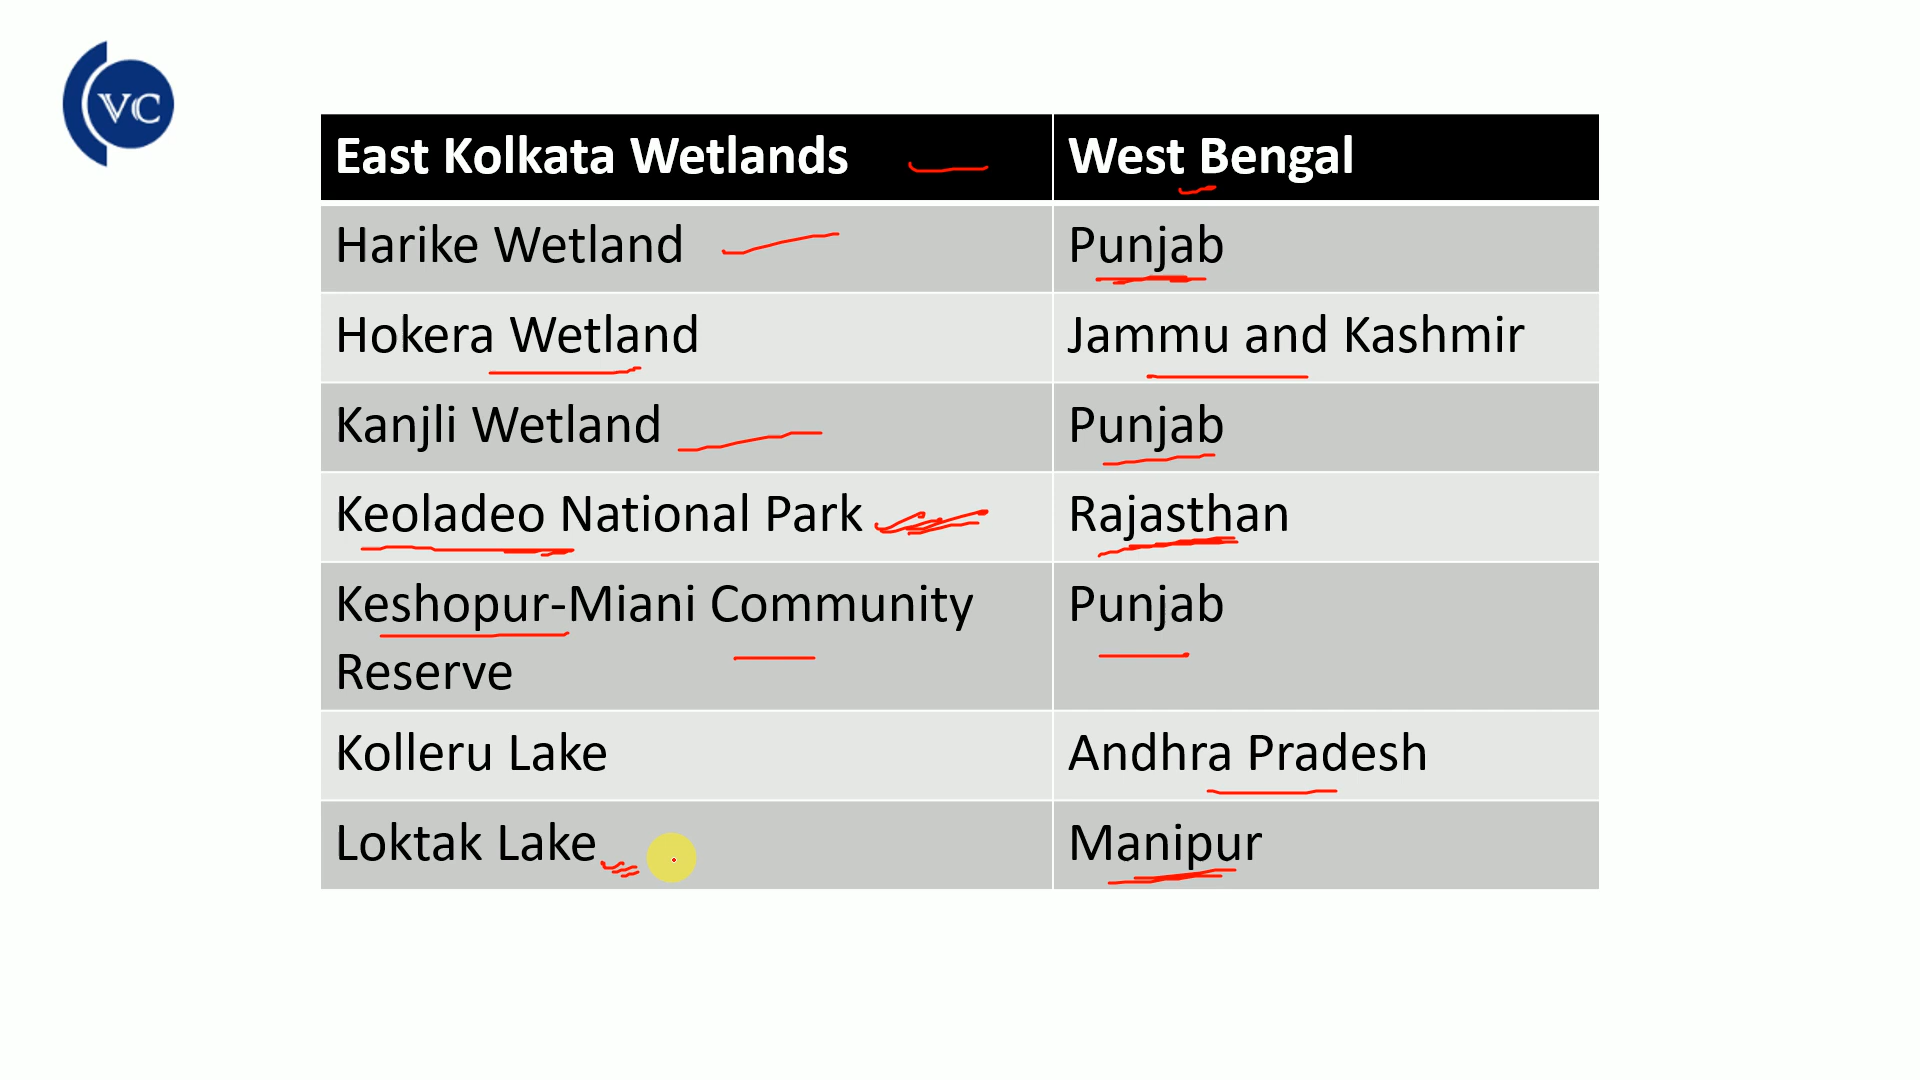 VC
East Kolkata Wetlands West Bengal
Harike Wetland Punjab
Hokera Wetland Jammu and Kashmir
Kanjli Wetland Punjab
Keoladeo National Park Rajasthan
Keshopur-Miani Community Punjab
Reserve
Kolleru Lake Andhra Pradesh
Loktak Lake Manipur